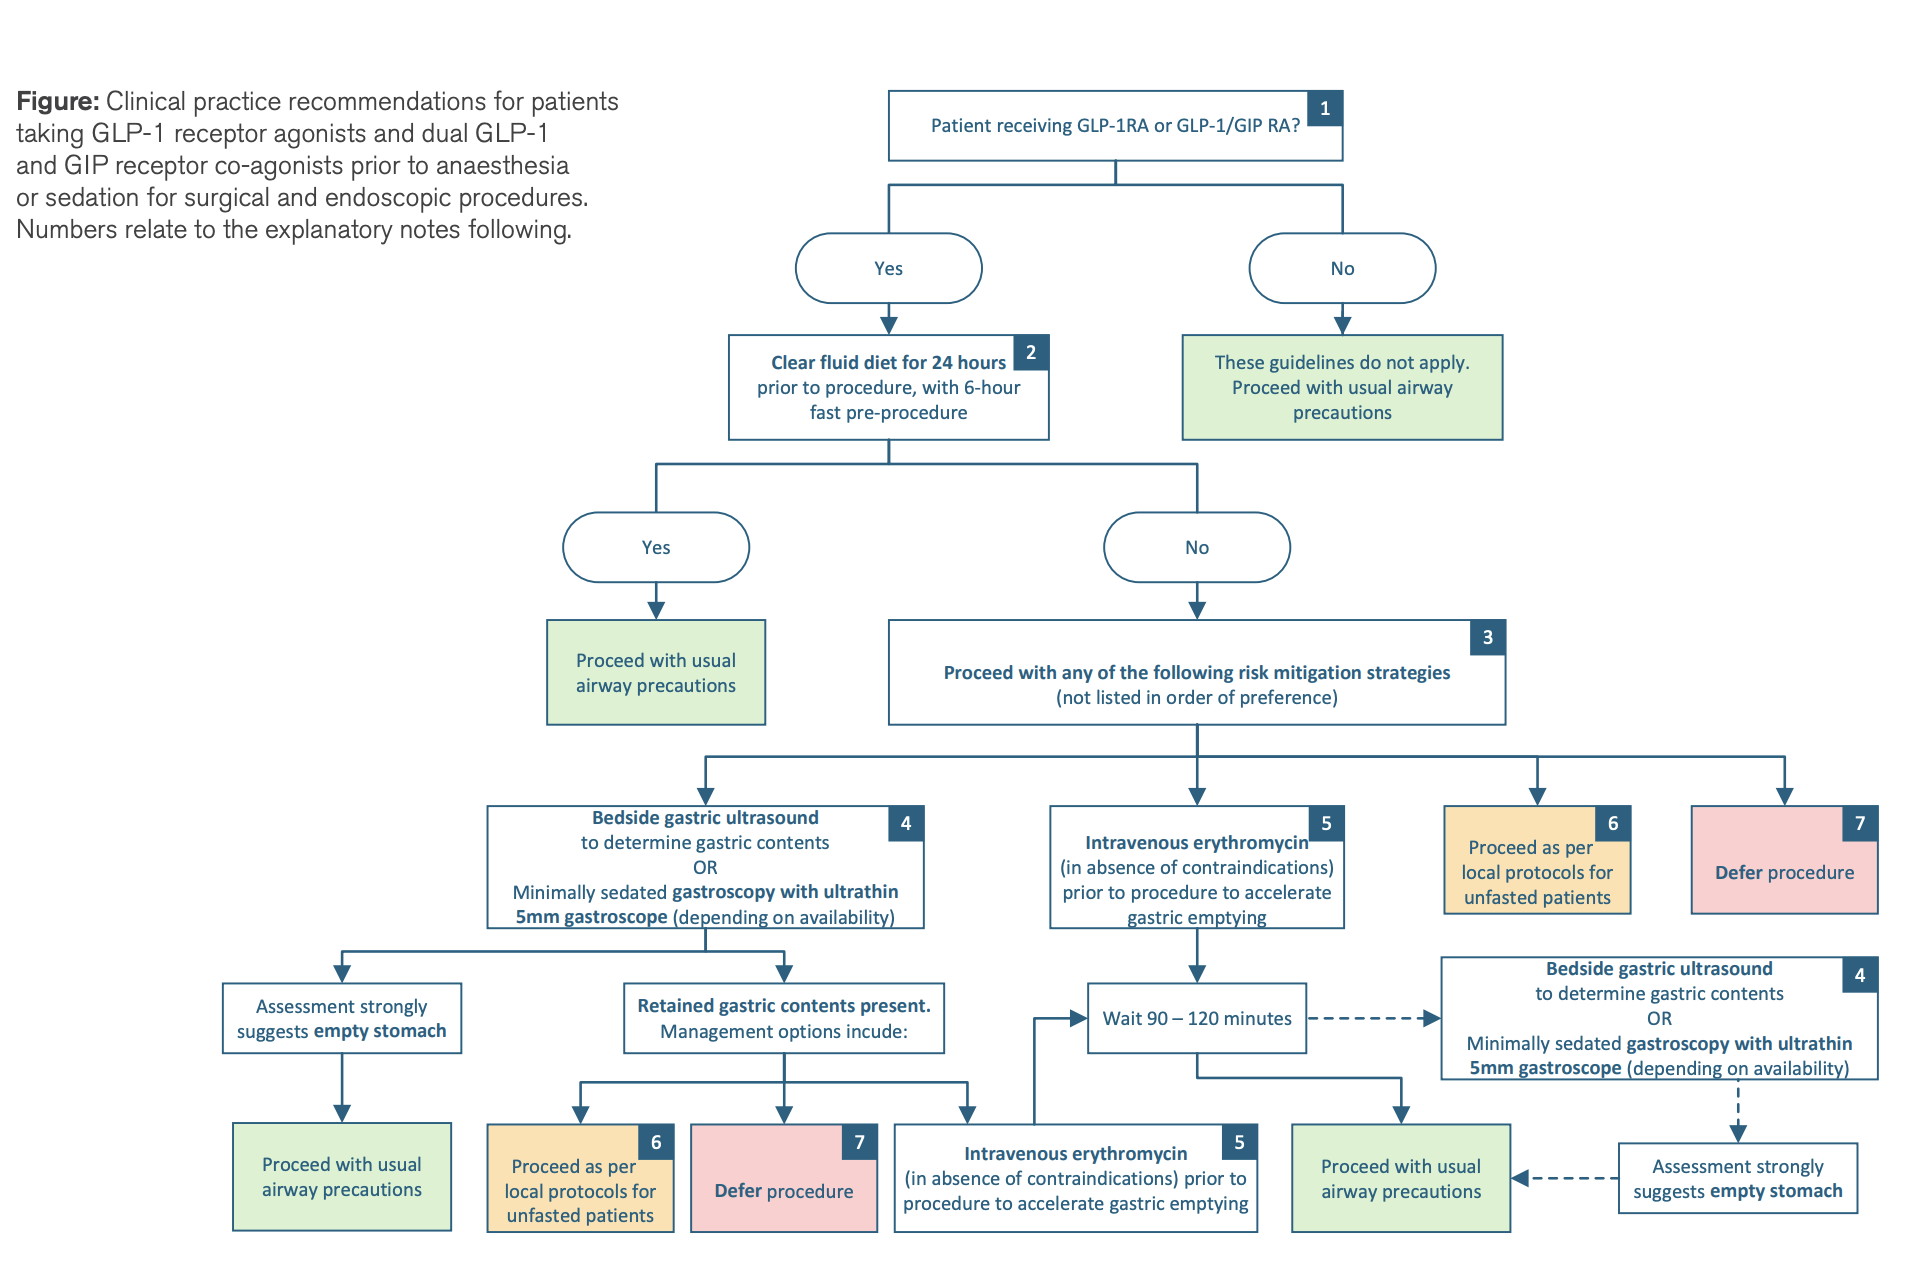 Figure: Clinical practice recommendations for patients
taking GLP-1 receptor agonists and dual GLP-1
and GIP receptor co-agonists prior to anaesthesia
or sedation for surgical and endoscopic procedures.
Numbers relate to the explanatory notes following.
1
Patient receiving GLP-1RA or GLP-1/GIP RA?
Yes
No
2
Clear fluid diet for 24 hours
prior to procedure, with 6-hour
fast pre-procedure
These guidelines do not apply.
Proceed with usual airway
precautions
Yes
No
Proceed with usual
airway precautions
3
Proceed with any of the following risk mitigation strategies
(not listed in order of preference)
4
Bedside gastric ultrasound
to determine gastric contents
OR
Minimally sedated gastroscopy with ultrathin
5mm gastroscope (depending on availability)
5
Intravenous erythromycin
(in absence of contraindications)
prior to procedure to accelerate
gastric emptying
6
Proceed as per
local protocols for
unfasted patients
7
Defer procedure
Assessment strongly
suggests empty stomach
Retained gastric contents present.
Management options include:
Wait 90 – 120 minutes
4
Bedside gastric ultrasound
to determine gastric contents
OR
Minimally sedated gastroscopy with ultrathin
5mm gastroscope (depending on availability)
Proceed with usual
airway precautions
6
Proceed as per
local protocols for
unfasted patients
7
Defer procedure
5
Intravenous erythromycin
(in absence of contraindications) prior to
procedure to accelerate gastric emptying
Proceed with usual
airway precautions
Assessment strongly
suggests empty stomach